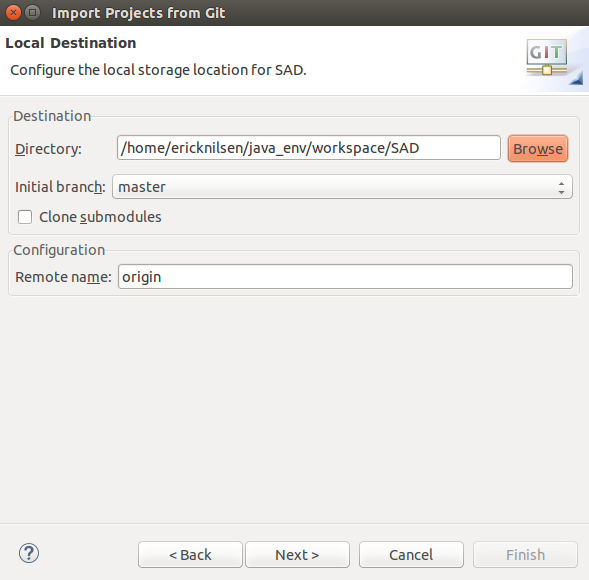 Import Projects from Git
Local Destination
Configure the local storage location for SAD.
GIT
Destination
Directory: /home/ericknilsen/java_env/workspace/SAD Browse
Initial branch: master
Clone submodules
Configuration
Remote name: origin
? < Back Next > Cancel Finish